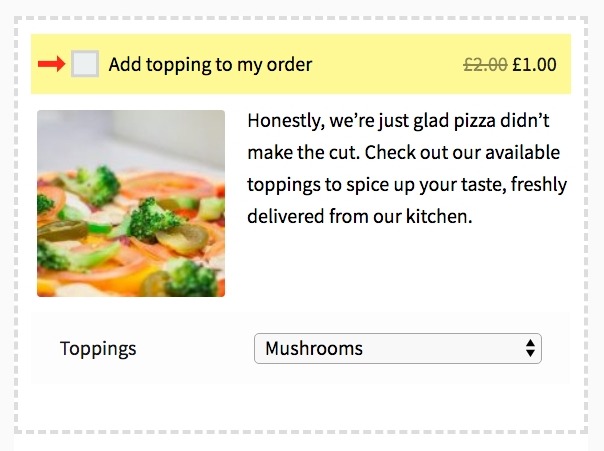 Add topping to my order £2.00 £1.00
Honestly, we’re just glad pizza didn’t
make the cut. Check out our available
toppings to spice up your taste, freshly
delivered from our kitchen.
Toppings Mushrooms